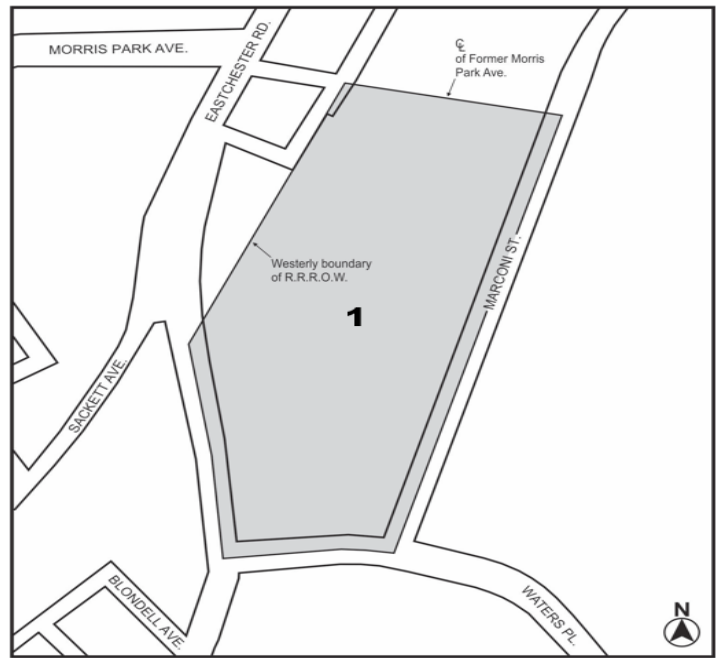 MORRIS PARK AVE.
EASTCHESTER RD.
℄
of Former Morris
Park Ave.
Westerly boundary
of R.R.R.O.W.
MARCONI ST.
1
SACKETT AVE.
BLONDELL AVE.
WATERS PL.
N